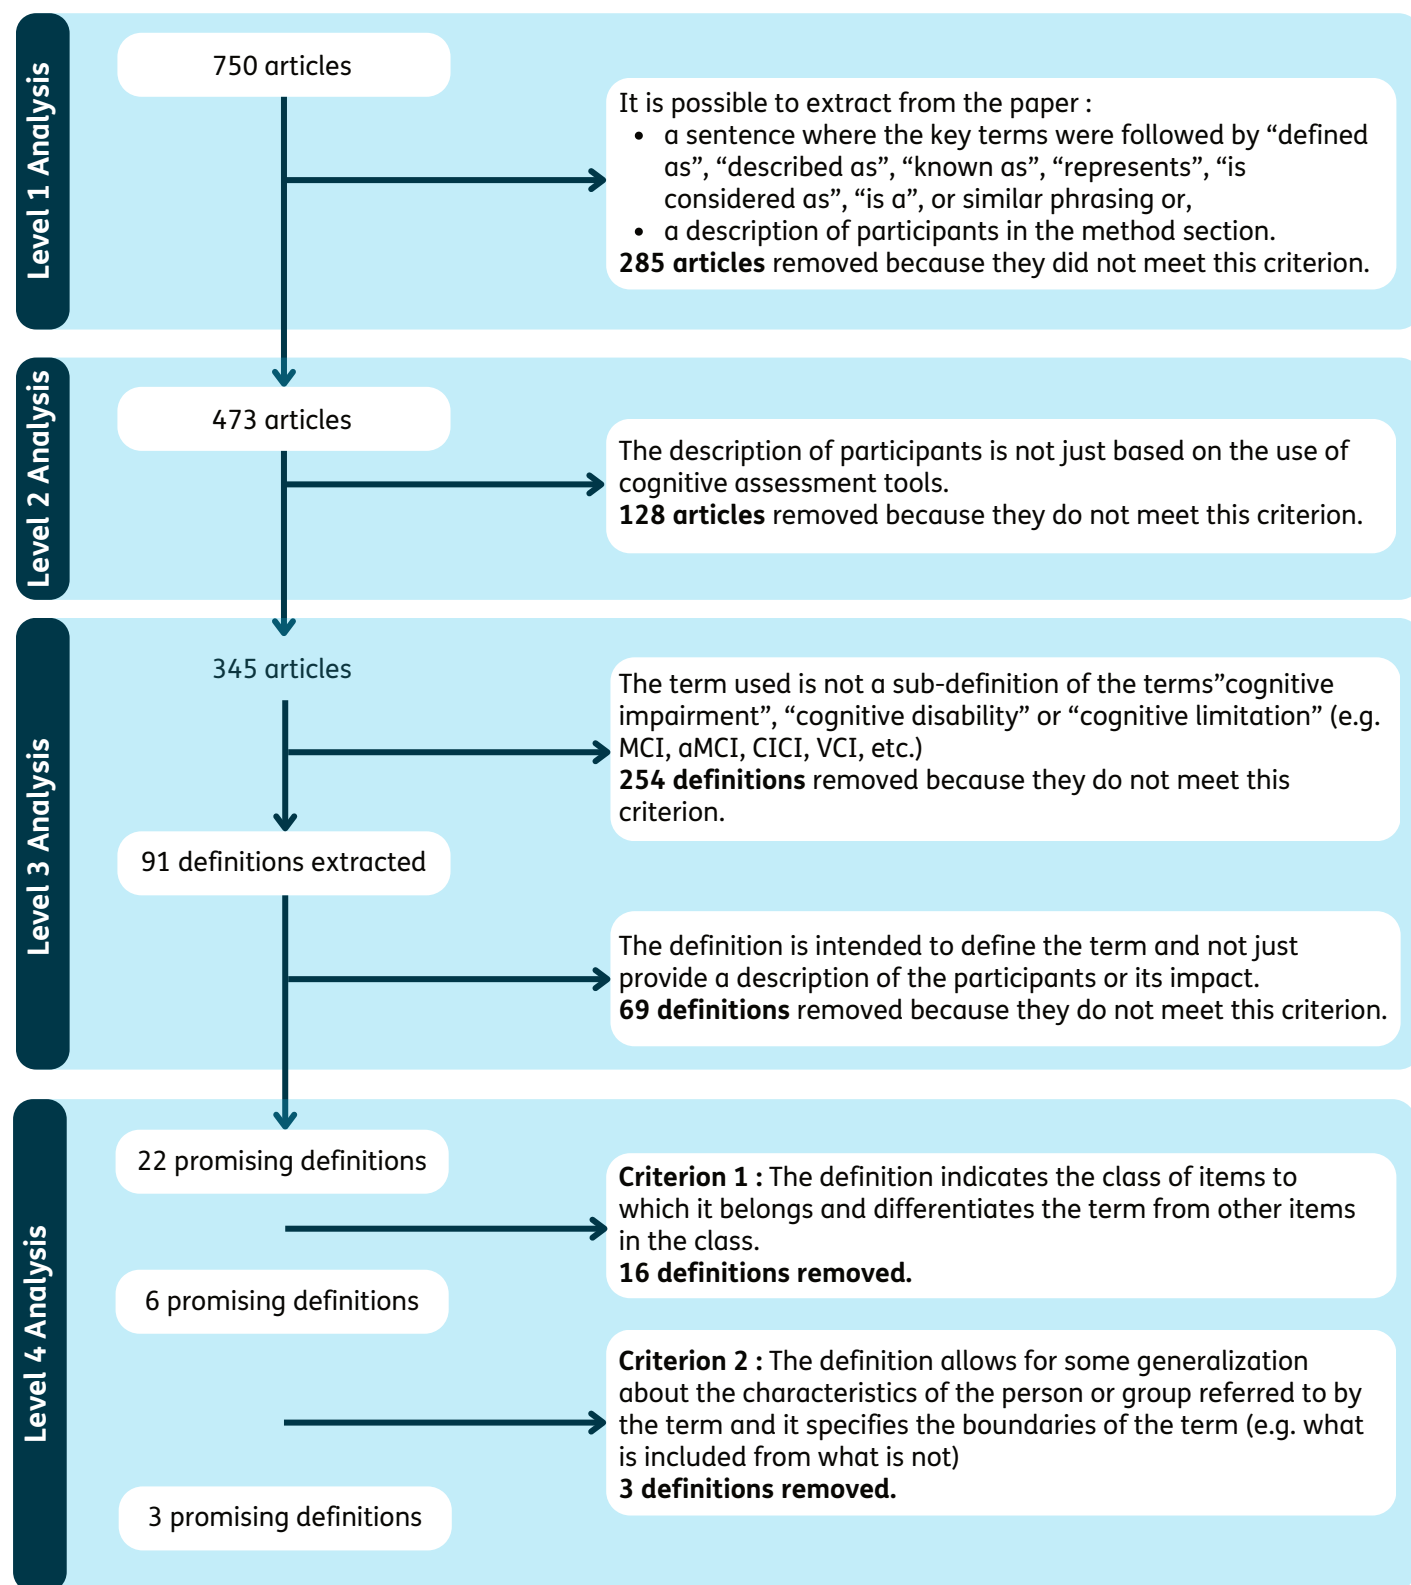 Level 1 Analysis
750 articles
It is possible to extract from the paper :
• a sentence where the key terms were followed by “defined
as”, “described as”, “known as”, “represents”, “is
considered as”, “is a”, or similar phrasing or,
• a description of participants in the method section.
285 articles removed because they did not meet this criterion.
Level 2 Analysis
473 articles
The description of participants is not just based on the use of
cognitive assessment tools.
128 articles removed because they do not meet this criterion.
Level 3 Analysis
345 articles
The term used is not a sub-definition of the terms”cognitive
impairment”, “cognitive disability” or “cognitive limitation” (e.g.
MCI, aMCI, CICI, VCI, etc.)
254 definitions removed because they do not meet this
criterion.
91 definitions extracted
The definition is intended to define the term and not just
provide a description of the participants or its impact.
69 definitions removed because they do not meet this criterion.
Level 4 Analysis
22 promising definitions
Criterion 1 : The definition indicates the class of items to
which it belongs and differentiates the term from other items
in the class.
16 definitions removed.
6 promising definitions
Criterion 2 : The definition allows for some generalization
about the characteristics of the person or group referred to by
the term and it specifies the boundaries of the term (e.g. what
is included from what is not)
3 definitions removed.
3 promising definitions